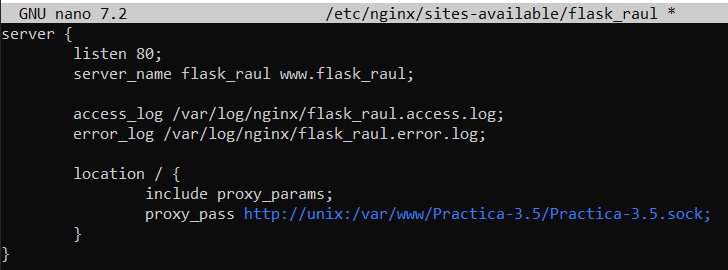 GNU nano 7.2 /etc/nginx/sites-available/flask_raul *
server {
listen 80;
server_name flask_raul www.flask_raul;
access_log /var/log/nginx/flask_raul.access.log;
error_log /var/log/nginx/flask_raul.error.log;
location / {
include proxy_params;
proxy_pass http://unix:/var/www/Practica-3.5/Practica-3.5.sock;
}
}